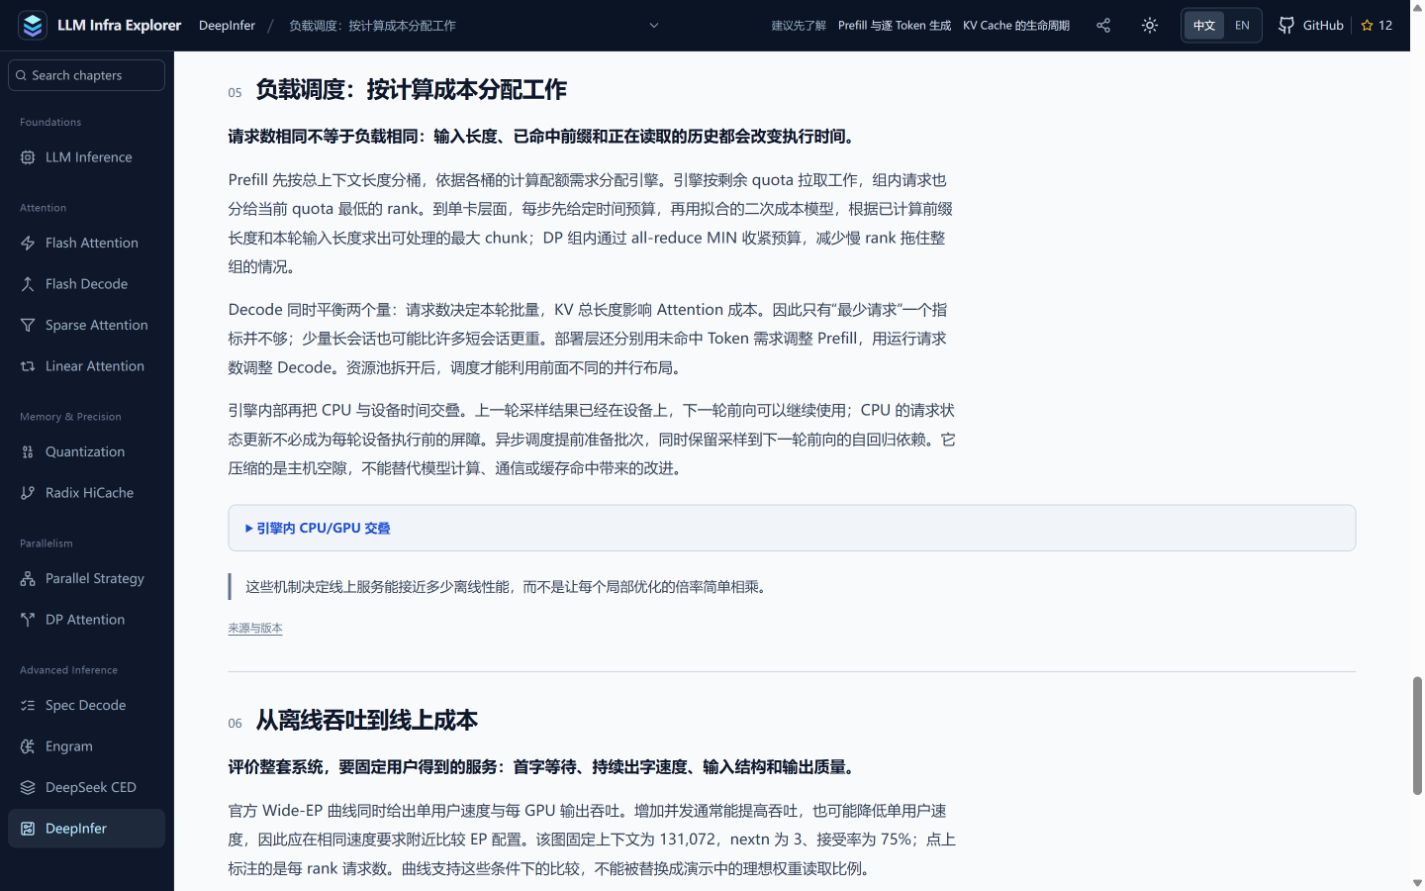 LLM Infra Explorer
DeepInfer / 负载调度：按计算成本分配工作
建议先了解 Prefill 与逐 Token 生成 KV Cache 的生命周期
中文 EN
GitHub 12
Search chapters
Foundations
LLM Inference
Attention
Flash Attention
Flash Decode
Sparse Attention
Linear Attention
Memory & Precision
Quantization
Radix HiCache
Parallelism
Parallel Strategy
DP Attention
Advanced Inference
Spec Decode
Engram
DeepSeek CED
DeepInfer
05 负载调度：按计算成本分配工作
请求数相同不等于负载相同：输入长度、已命中前缀和正在读取的历史都会改变执行时间。
Prefill 先按总上下文长度分桶，依据各桶的计算配额需求分配引擎。引擎按剩余 quota 拉取工作，组内请求也
分给当前 quota 最低的 rank。到单卡层面，每步先给定时间预算，再用拟合的二次成本模型，根据已计算前缀
长度和本轮输入长度求出可处理的最大 chunk；DP 组内通过 all-reduce MIN 收紧预算，减少慢 rank 拖住整
组的情况。
Decode 同时平衡两个量：请求数决定本轮批量，KV 总长度影响 Attention 成本。因此只有“最少请求”一个指
标并不够；少量长会话也可能比许多短会话更重。部署层还分别用未命中 Token 需求调整 Prefill，用运行请求
数调整 Decode。资源池拆开后，调度才能利用前面不同的并行布局。
引擎内部再把 CPU 与设备时间交叠。上一轮采样结果已经在设备上，下一轮前向可以继续使用；CPU 的请求状
态更新不必成为每轮设备执行前的屏障。异步调度提前准备批次，同时保留采样到下一轮前向的自回归依赖。它
压缩的是主机空隙，不能替代模型计算、通信或缓存命中带来的改进。
引擎内 CPU/GPU 交叠
这些机制决定线上服务能接近多少离线性能，而不是让每个局部优化的倍率简单相乘。
来源与版本
06 从离线吞吐到线上成本
评价整套系统，要固定用户得到的服务：首字等待、持续出字速度、输入结构和输出质量。
官方 Wide-EP 曲线同时给出单用户速度与每 GPU 输出吞吐。增加并发通常能提高吞吐，也可能降低单用户速
度，因此应在相同速度要求附近比较 EP 配置。该图固定上下文为 131,072，nextn 为 3、接受率为 75%；点上
标注的是每 rank 请求数。曲线支持这些条件下的比较，不能被替换成演示中的理想权重读取比例。